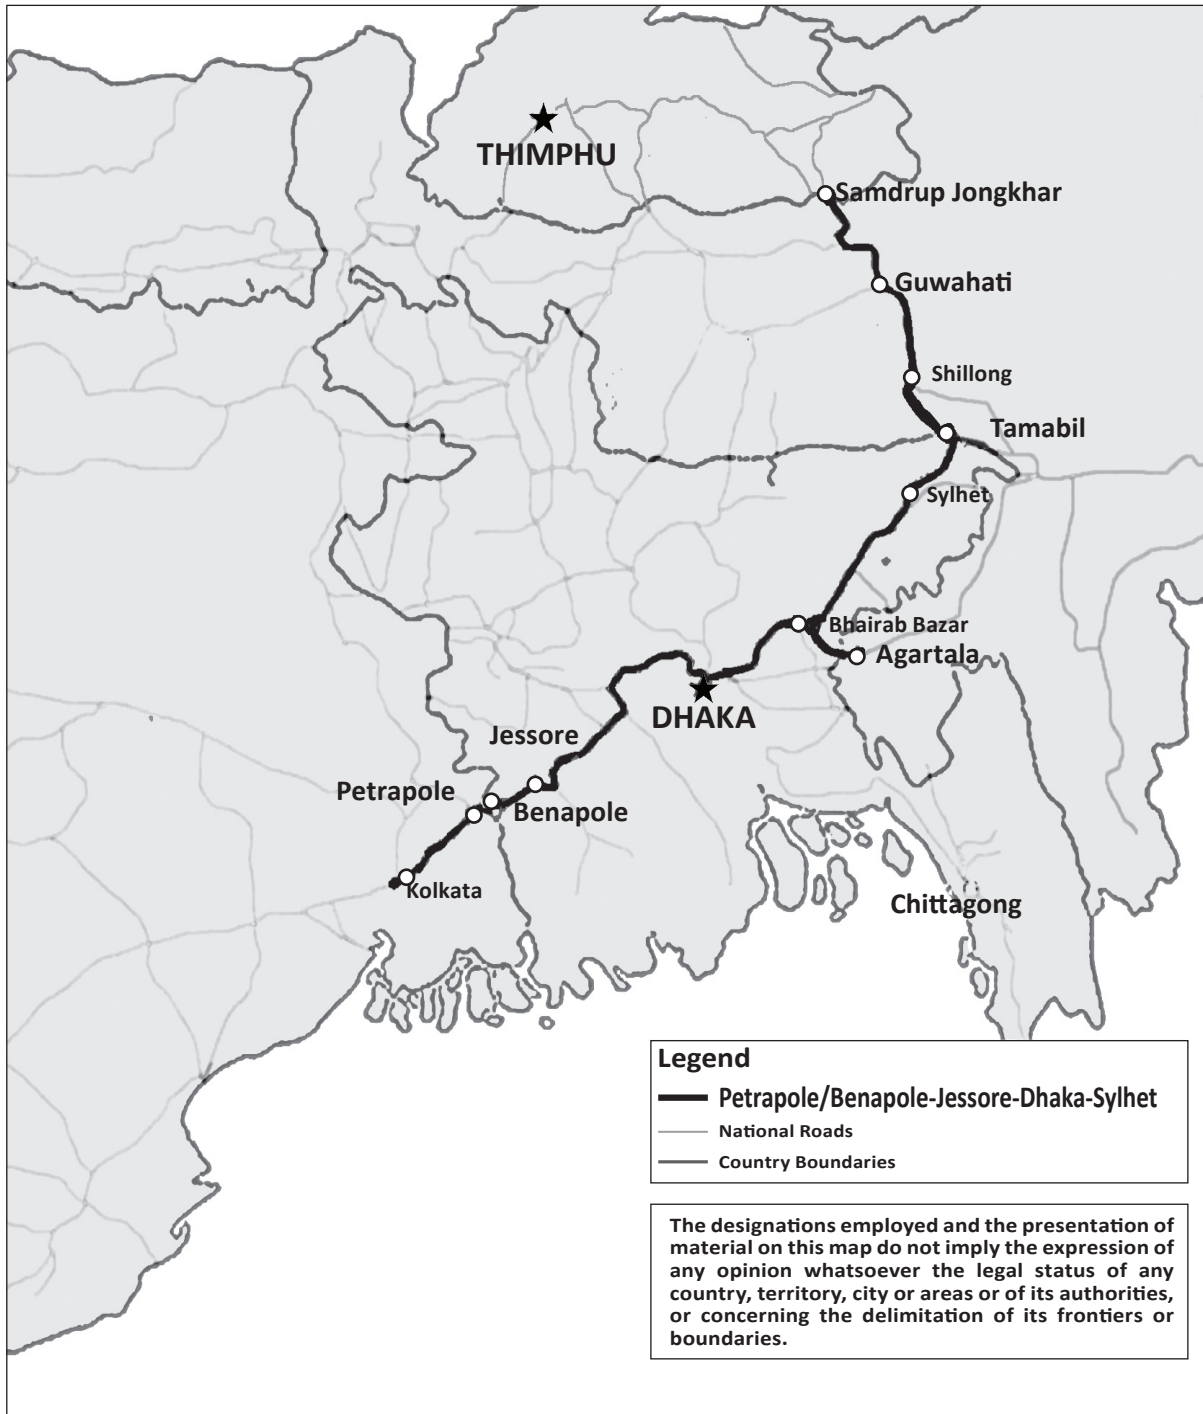 THIMPHU
Samdrup Jongkhar
Guwahati
Shillong
Tamabil
Sylhet
Bhairab Bazar
Agartala
DHAKA
Jessore
Petrapole
Benapole
Kolkata
Chittagong
Legend
Petrapole/Benapole-Jessore-Dhaka-Sylhet
National Roads
Country Boundaries
The designations employed and the presentation of
material on this map do not imply the expression of
any opinion whatsoever the legal status of any
country, territory, city or areas or of its authorities,
or concerning the delimitation of its frontiers or
boundaries.